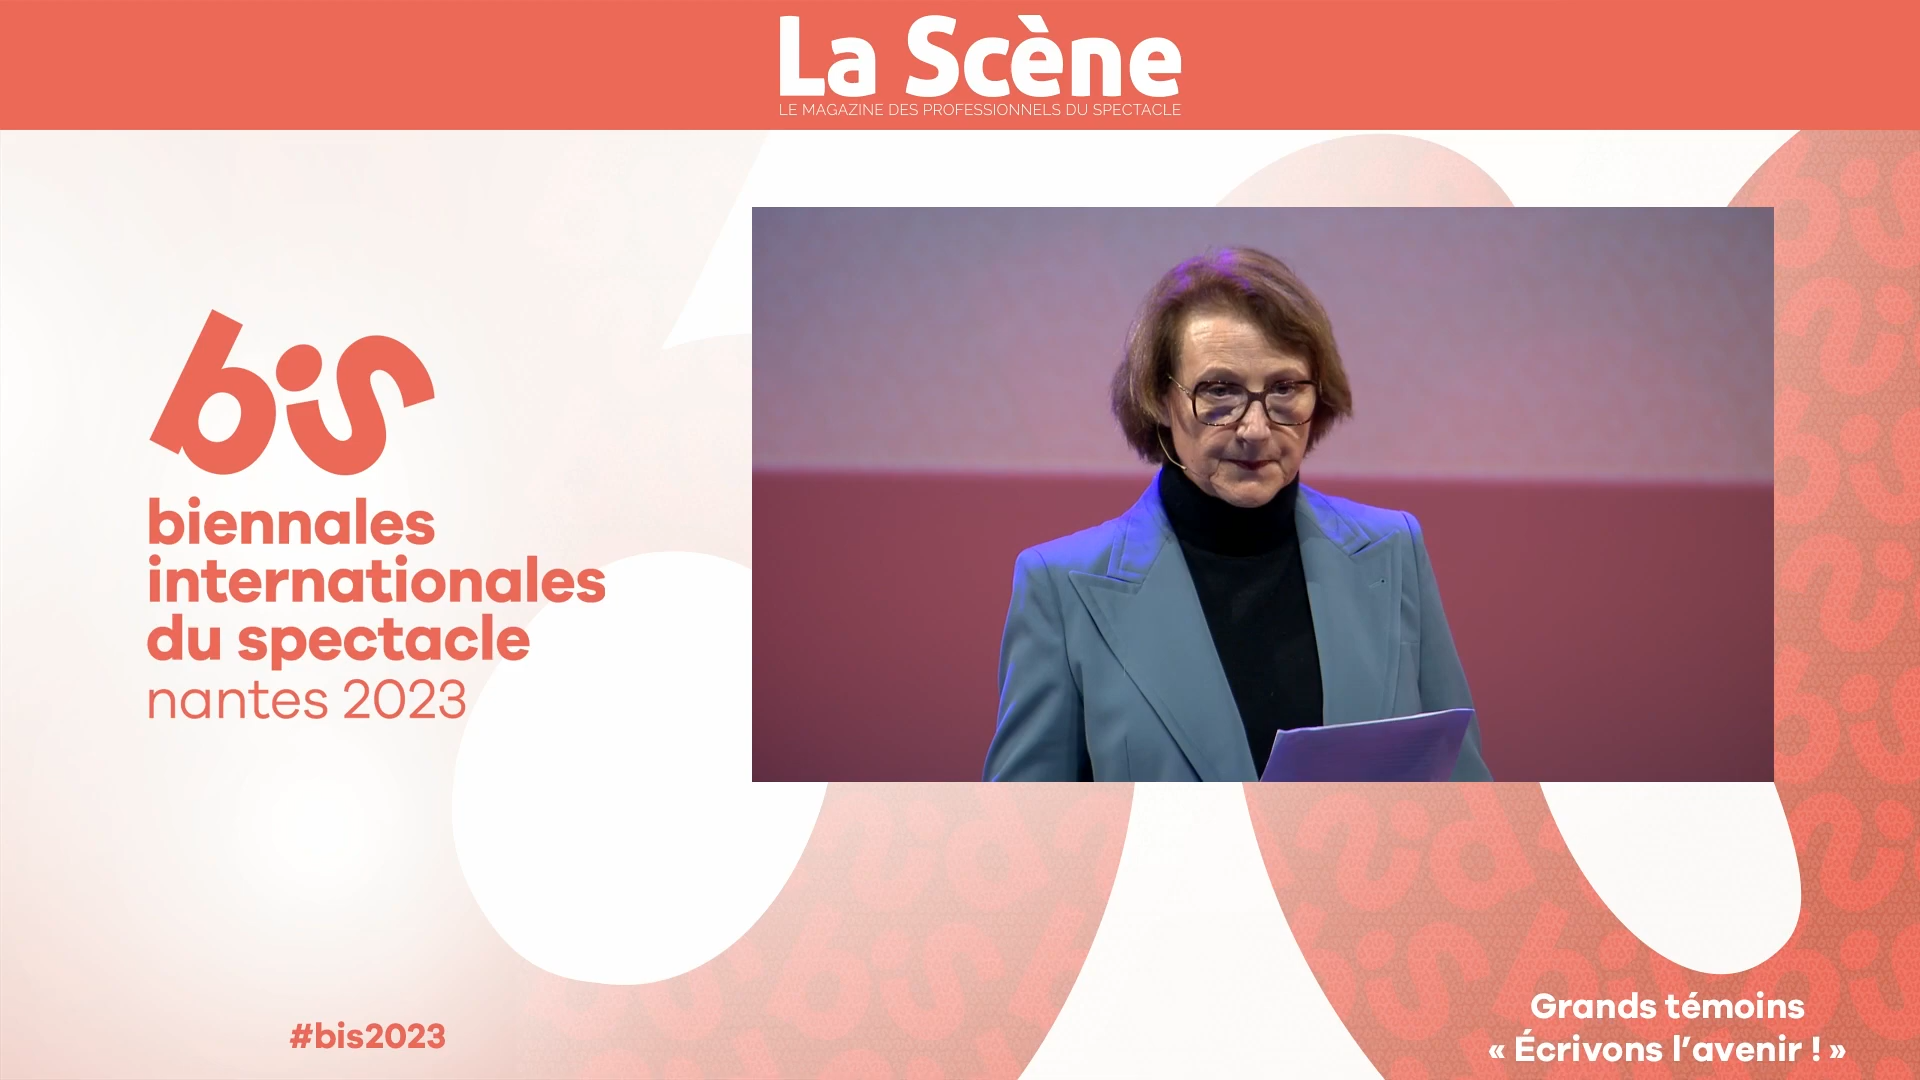 La Scène
LE MAGAZINE DES PROFESSIONNELS DU SPECTACLE
bis
biennales
internationales
du spectacle
nantes 2023
#bis2023
Grands témoins
« Écrivons l’avenir ! »